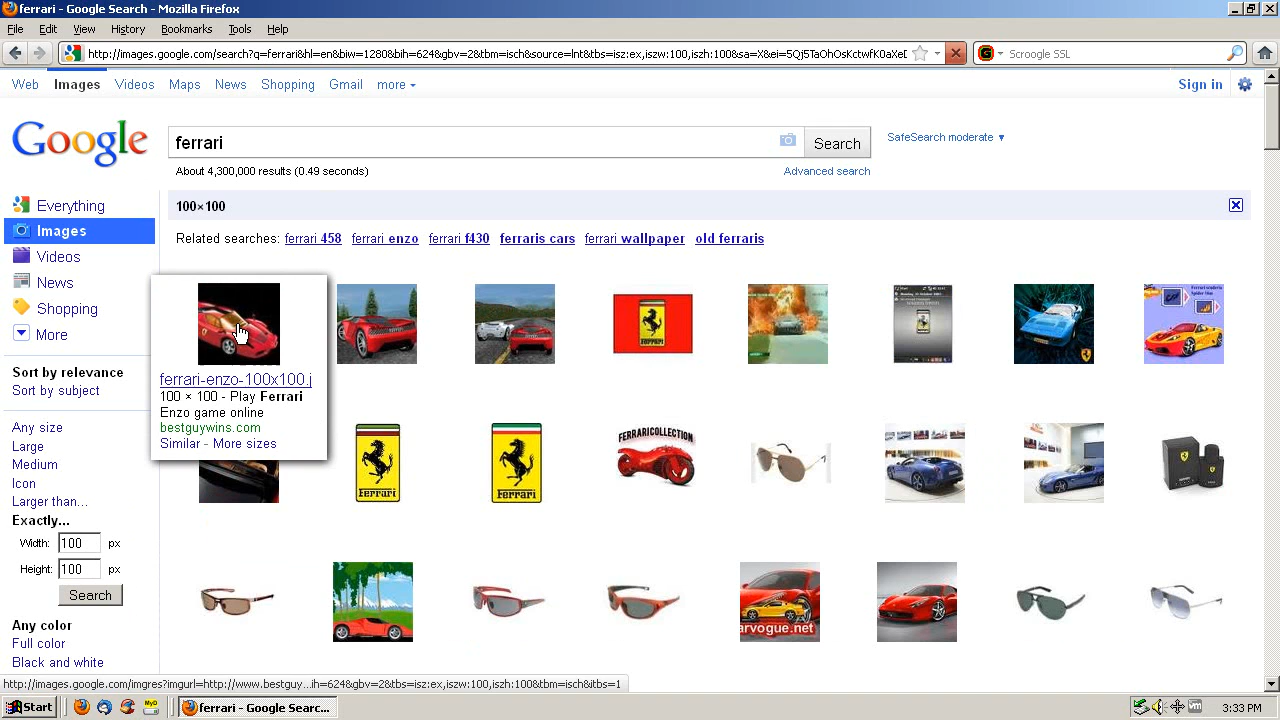 ferrari - Google Search - Mozilla Firefox
File Edit View History Bookmarks Tools Help
http://images.google.com/search?q=ferrari&hl=en&biw=1280&bih=624&gbv=2&tbm=isch&source=lnt&tbs=isz:ex,iszw:100,iszh:100&sa=X&ei=5Qj5TaOhOsKctwfK0aXeD
Scroogle SSL
Web Images Videos Maps News Shopping Gmail more
Sign in
Google
ferrari
Search
SafeSearch moderate ▼
About 4,300,000 results (0.49 seconds)
Advanced search
100×100
Related searches: ferrari 458 ferrari enzo ferrari f430 ferraris cars ferrari wallpaper old ferraris
Everything
Images
Videos
News
Shopping
More
Sort by relevance
Sort by subject
Any size
Large
Medium
Icon
Larger than...
Exactly...
Width: 100 px
Height: 100 px
Search
Any color
Full color
Black and white
ferrari-enzo-100x100.j
100 × 100 - Play Ferrari
Enzo game online
bestguywins.com
Similar - More sizes
Ferrari
Ferrari
FERRARICOLLECTION
arvogue.net
http://images.google.com/imgres?imgurl=http://www.bestguy...ih=624&gbv=2&tbs=isz:ex,iszw:100,iszh:100&tbm=isch&itbs=1
Start
MyD
ferrari - Google Searc...
vm
3:33 PM